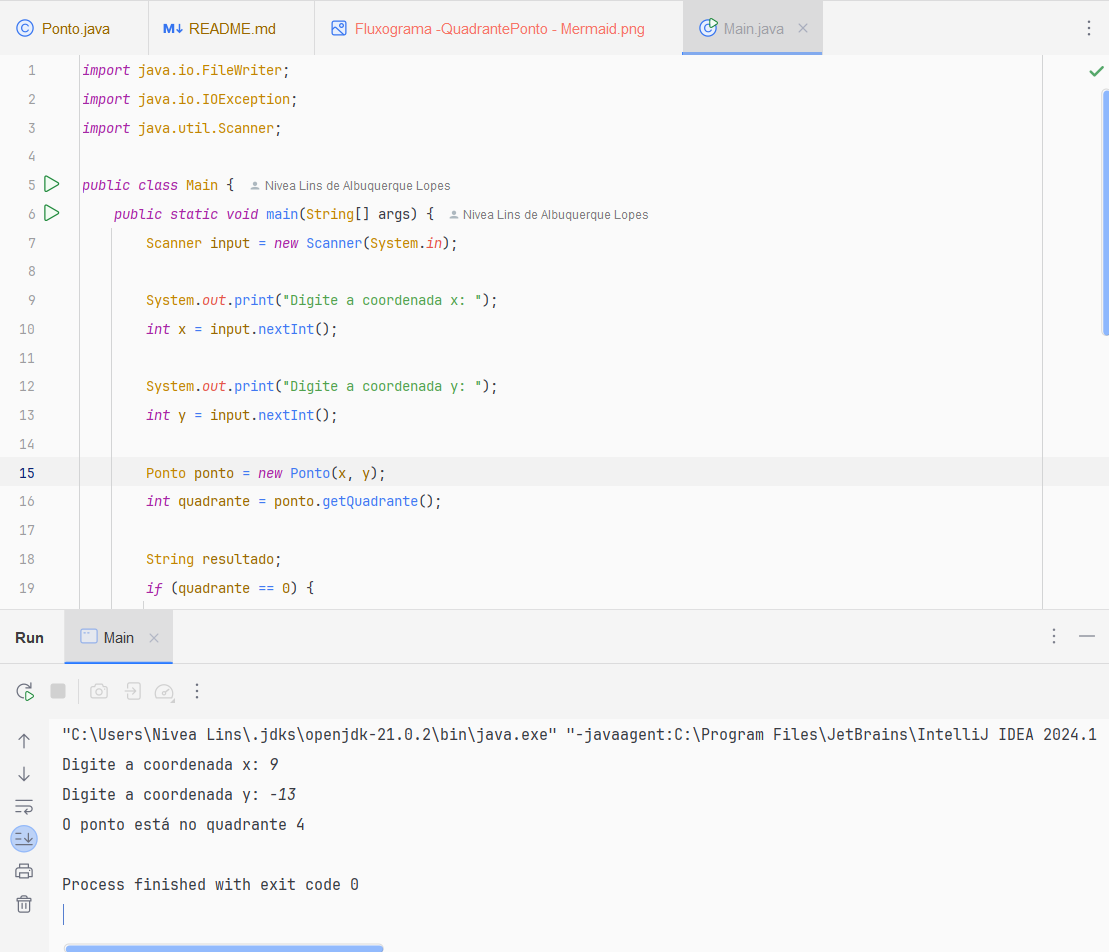 Ponto.java README.md Fluxograma -QuadrantePonto - Mermaid.png Main.java
1 import java.io.FileWriter;
2 import java.io.IOException;
3 import java.util.Scanner;
4
5 public class Main { Nivea Lins de Albuquerque Lopes
6 public static void main(String[] args) { Nivea Lins de Albuquerque Lopes
7 Scanner input = new Scanner(System.in);
8
9 System.out.print("Digite a coordenada x: ");
10 int x = input.nextInt();
11
12 System.out.print("Digite a coordenada y: ");
13 int y = input.nextInt();
14
15 Ponto ponto = new Ponto(x, y);
16 int quadrante = ponto.getQuadrante();
17
18 String resultado;
19 if (quadrante == 0) {
Run Main
"C:\Users\Nivea Lins\.jdks\openjdk-21.0.2\bin\java.exe" "-javaagent:C:\Program Files\JetBrains\IntelliJ IDEA 2024.1
Digite a coordenada x: 9
Digite a coordenada y: -13
O ponto está no quadrante 4
Process finished with exit code 0